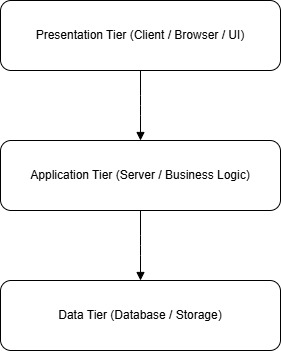 Presentation Tier (Client / Browser / UI)
Application Tier (Server / Business Logic)
Data Tier (Database / Storage)